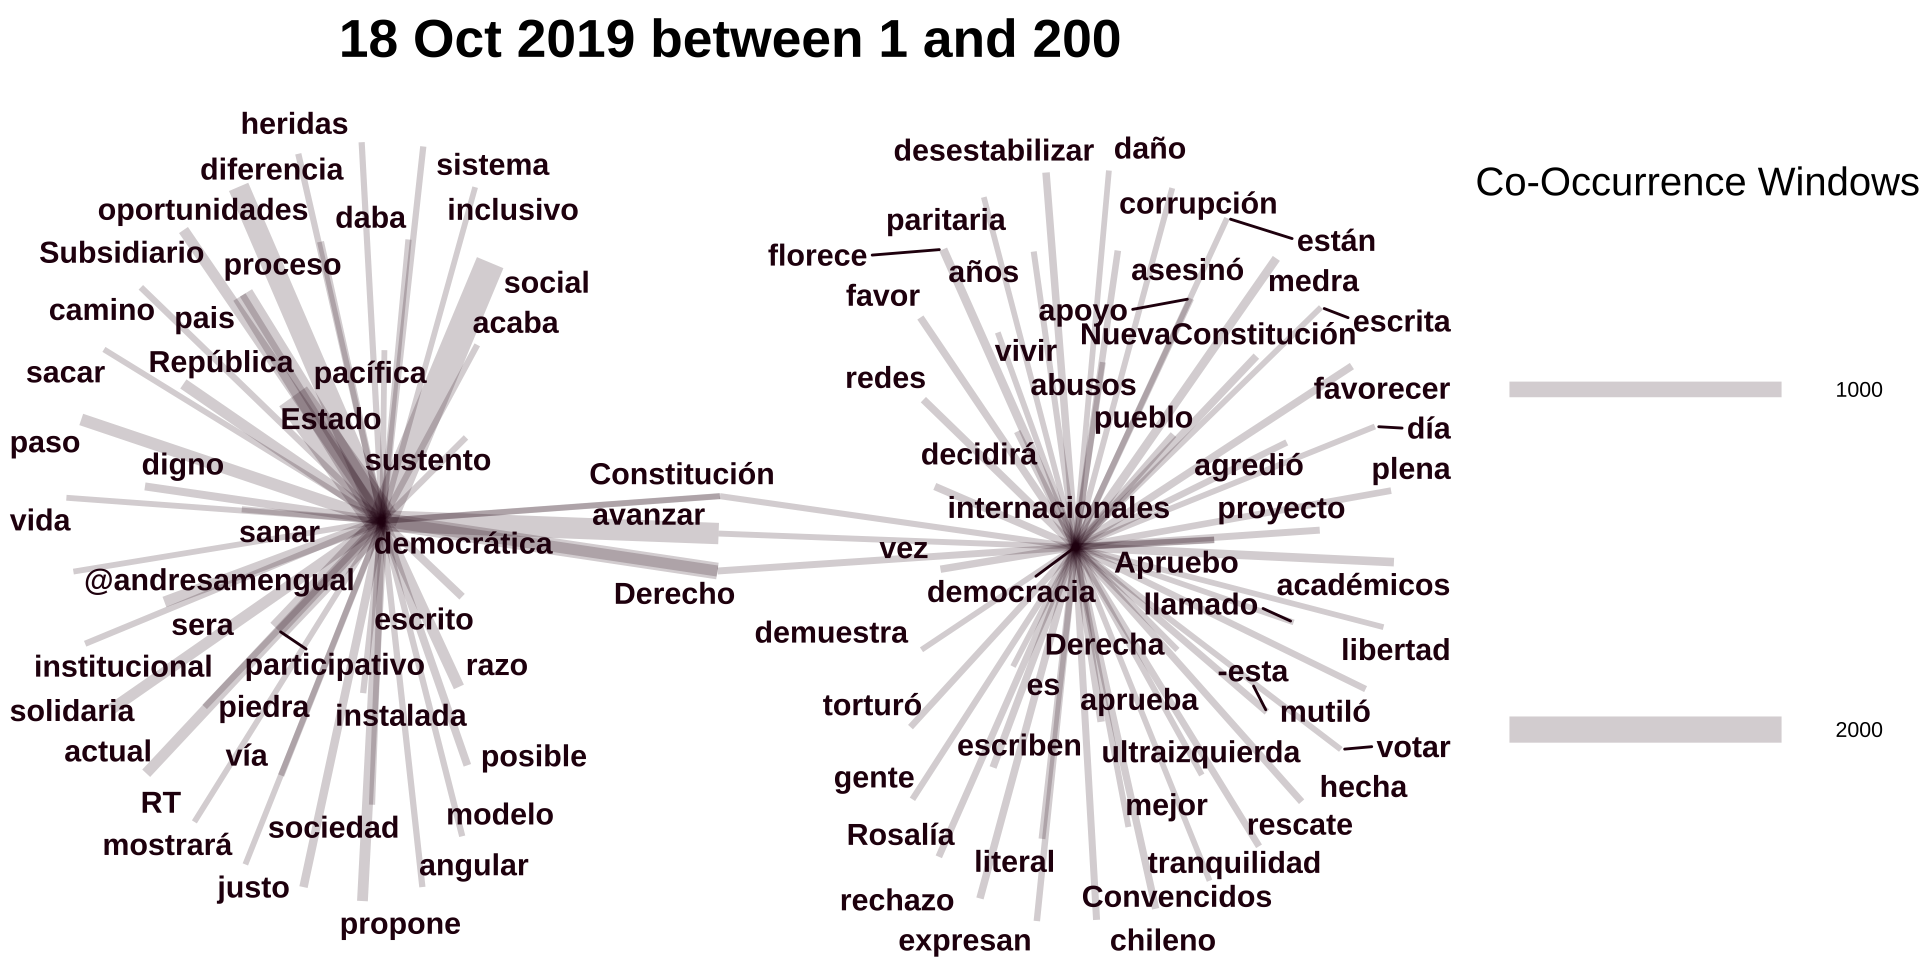 18 Oct 2019 between 1 and 200
heridas
diferencia
sistema
oportunidades
daba
inclusivo
Subsidiario
proceso
social
camino
pais
acaba
sacar
República
pacífica
Estado
paso
digno
sustento
Constitución
avanzar
vida
sanar
democrática
@andresamengual
Derecho
sera
escrito
institucional
participativo
razo
solidaria
piedra
instalada
actual
vía
posible
RT
mostrará
sociedad
modelo
angular
justo
propone
desestabilizar
daño
paritaria
corrupción
florece
están
años
asesinó
medra
favor
apoyo
NuevaConstitución
escrita
vivir
redes
abusos
favorecer
pueblo
día
decidirá
agredió
plena
internacionales
proyecto
vez
Apruebo
democracia
académicos
llamado
demuestra
Derecha
libertad
es
-esta
torturó
aprueba
mutiló
escriben
ultraizquierda
votar
gente
hecha
mejor
Rosalía
rescate
literal
tranquilidad
rechazo
Convencidos
expresan
chileno
Co-Occurrence Windows
1000
2000